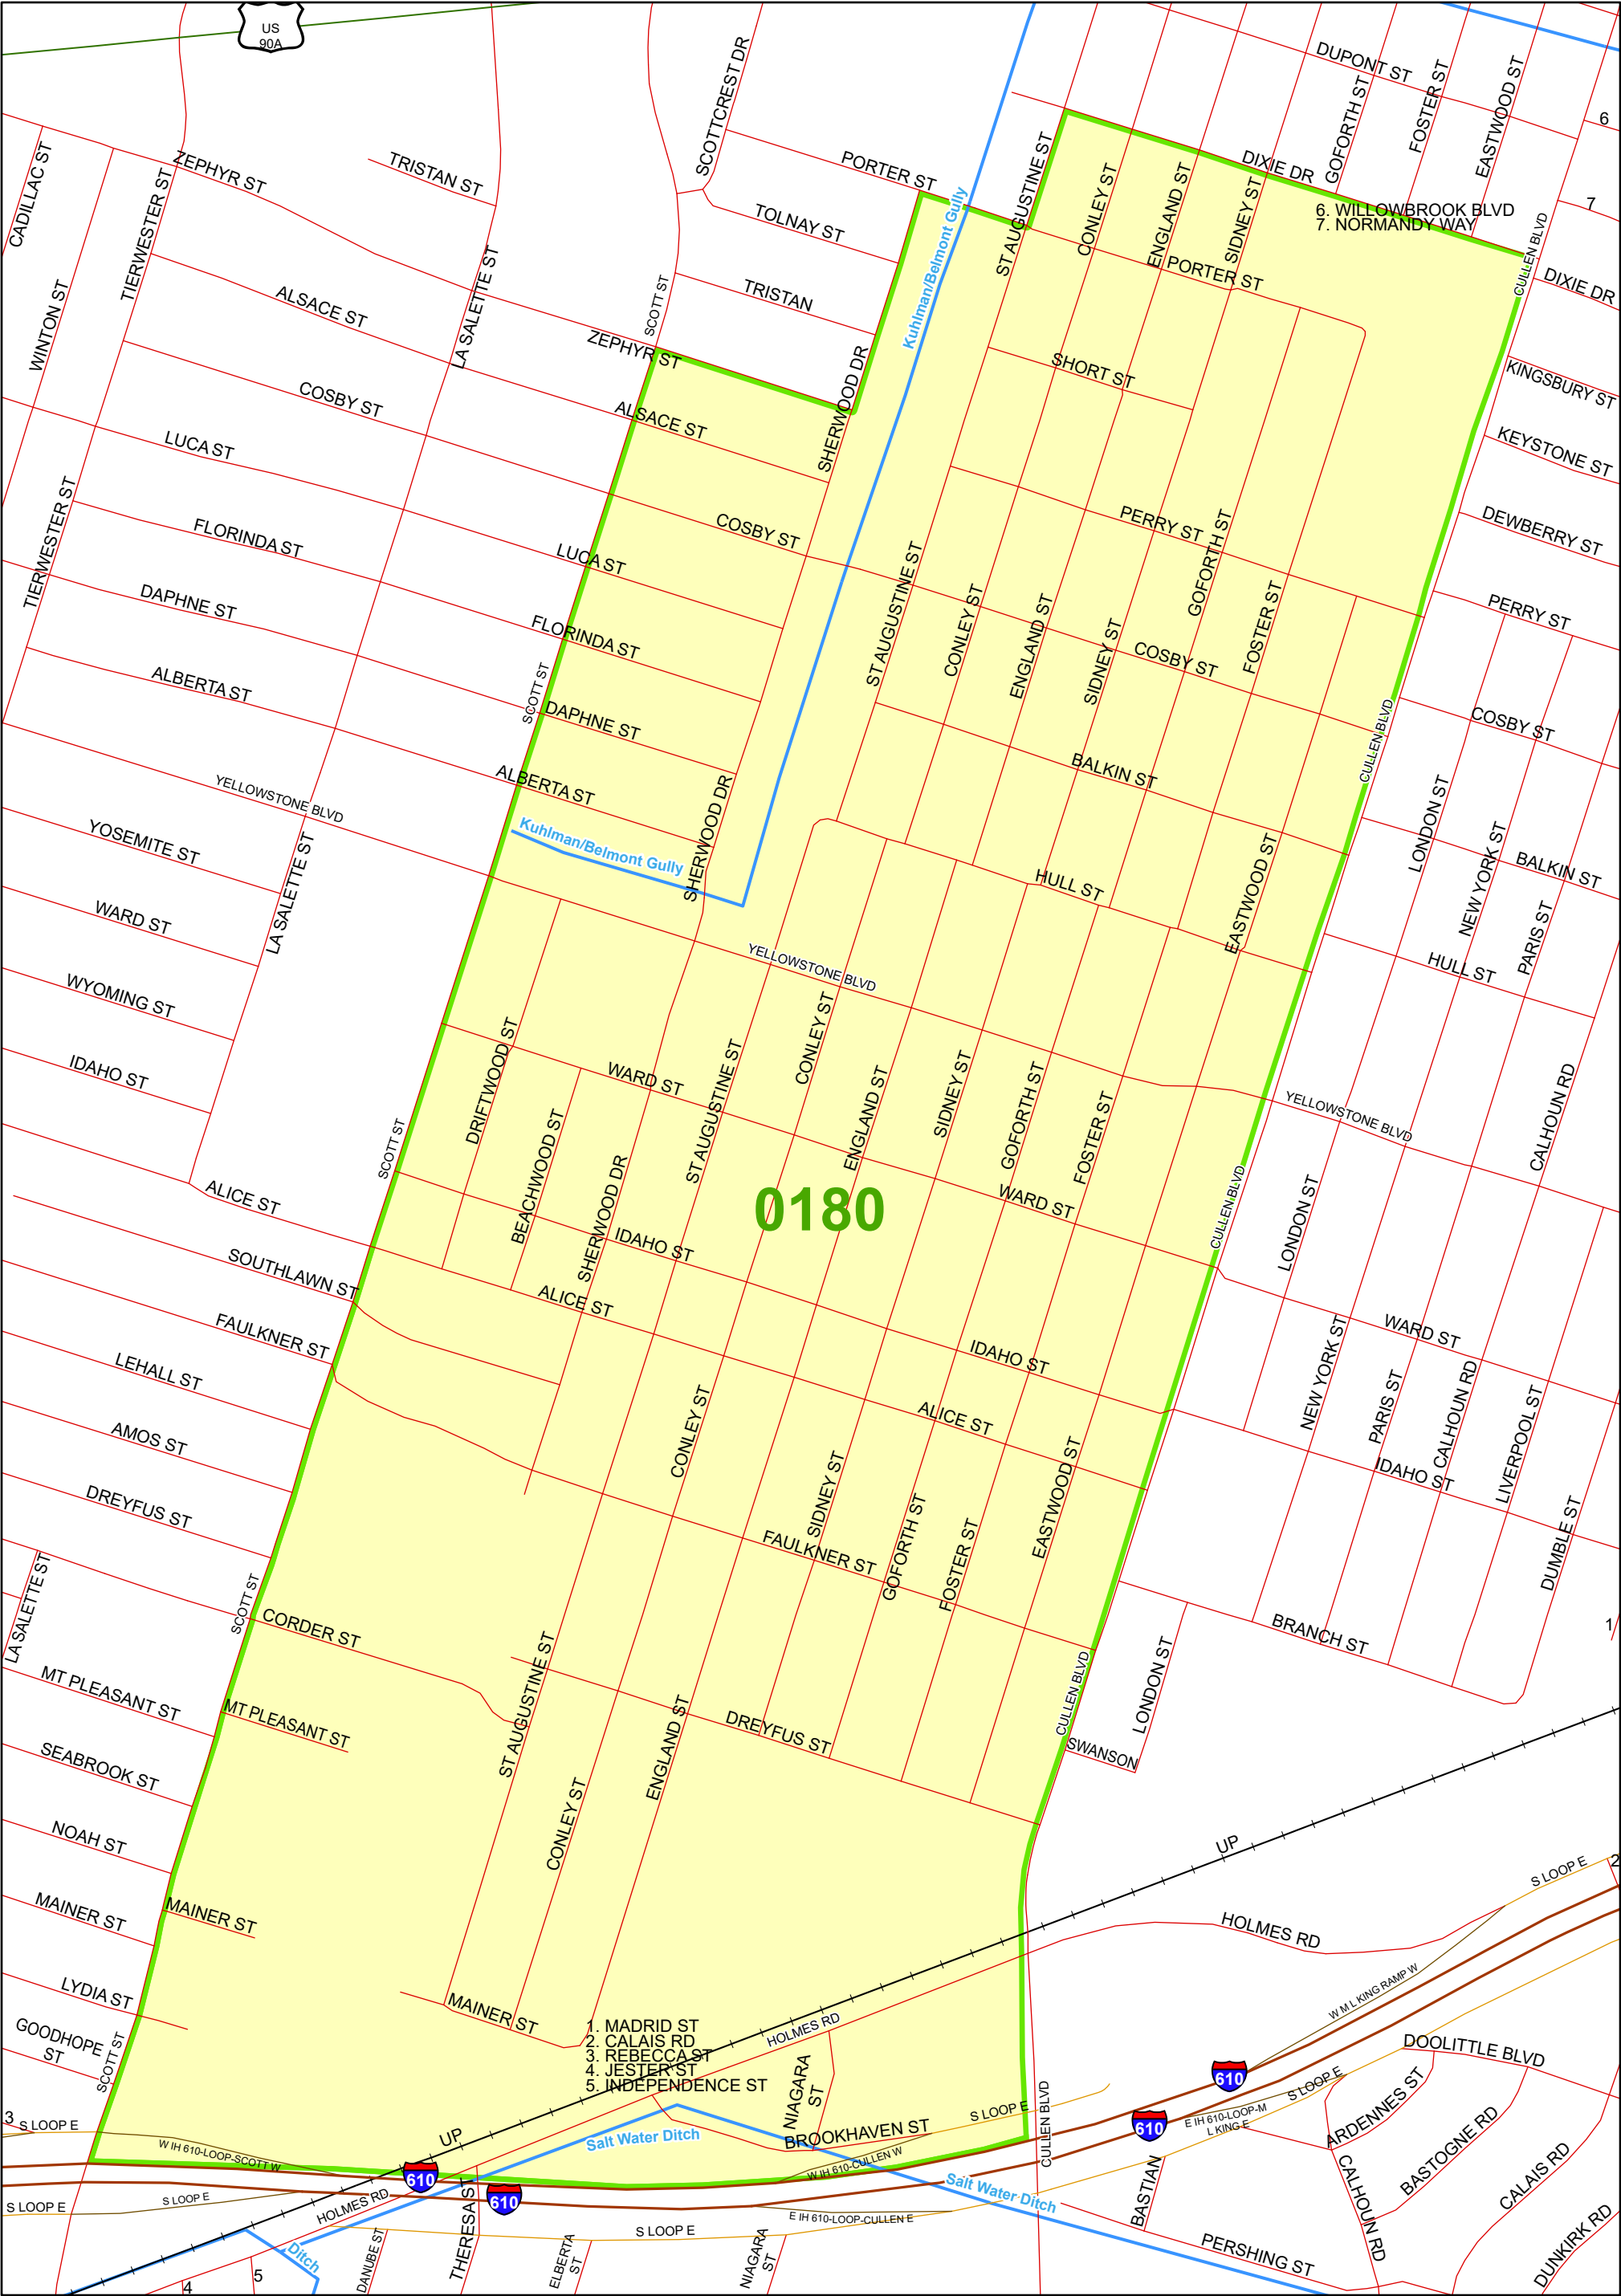 US
90A
SCOTTCREST DR
DUPONT ST
GOFORTH ST
FOSTER ST
EASTWOOD ST
6
CADILLAC ST
ZEPHYR ST
TIERWESTER ST
TRISTAN ST
PORTER ST
ST AUGUSTINE ST
CONLEY ST
ENGLAND ST
SIDNEY ST
DIXIE DR
7
6. WILLOWBROOK BLVD
7. NORMANDY WAY
TOLNAY ST
Kuhlman/Belmont Gully
CULLEN BLVD
DIXIE DR
WINTON ST
ALSACE ST
LA SALETTE ST
SCOTT ST
TRISTAN
PORTER ST
ZEPHYR ST
SHERWOOD DR
SHORT ST
KINGSBURY ST
COSBY ST
ALSACE ST
KEYSTONE ST
LUCA ST
COSBY ST
PERRY ST
DEWBERRY ST
TIERWESTER ST
FLORINDA ST
LUCA ST
ST AUGUSTINE ST
CONLEY ST
ENGLAND ST
SIDNEY ST
GOFORTH ST
FOSTER ST
PERRY ST
DAPHNE ST
FLORINDA ST
COSBY ST
ALBERTA ST
SCOTT ST
DAPHNE ST
CULLEN BLVD
COSBY ST
YELLOWSTONE BLVD
ALBERTA ST
SHERWOOD DR
BALKIN ST
LONDON ST
NEW YORK ST
BALKIN ST
YOSEMITE ST
LA SALETTE ST
Kuhlman/Belmont Gully
HULL ST
EASTWOOD ST
PARIS ST
WARD ST
YELLOWSTONE BLVD
HULL ST
WYOMING ST
DRIFTWOOD ST
CONLEY ST
IDAHO ST
WARD ST
ST AUGUSTINE ST
ENGLAND ST
SIDNEY ST
GOFORTH ST
FOSTER ST
YELLOWSTONE BLVD
CALHOUN RD
SCOTT ST
BEACHWOOD ST
SHERWOOD DR
ALICE ST
0180
WARD ST
CULLEN BLVD
LONDON ST
IDAHO ST
SOUTHLAWN ST
ALICE ST
FAULKNER ST
IDAHO ST
NEW YORK ST
WARD ST
LEHALL ST
CONLEY ST
ALICE ST
PARIS ST
CALHOUN RD
LIVERPOOL ST
AMOS ST
SIDNEY ST
EASTWOOD ST
IDAHO ST
DREYFUS ST
FAULKNER ST
GOFORTH ST
FOSTER ST
DUMBLE ST
LA SALETTE ST
SCOTT ST
CORDER ST
ST AUGUSTINE ST
BRANCH ST
1
MT PLEASANT ST
MT PLEASANT ST
ENGLAND ST
DREYFUS ST
CULLEN BLVD
LONDON ST
SWANSON
SEABROOK ST
CONLEY ST
NOAH ST
UP
S LOOP E
2
MAINER ST
MAINER ST
HOLMES RD
LYDIA ST
MAINER ST
W M L KING RAMP W
GOODHOPE
ST
SCOTT ST
1. MADRID ST
2. CALAIS RD
3. REBECCA ST
4. JESTER ST
5. INDEPENDENCE ST
HOLMES RD
NIAGARA
ST
DOOLITTLE BLVD
610
S LOOP E
3
S LOOP E
S LOOP E
CULLEN BLVD
610
E IH 610-LOOP-M
L KING E
ARDENNES ST
BASTOGNE RD
UP
Salt Water Ditch
BROOKHAVEN ST
W IH 610-LOOP-SCOTT W
W IH 610-CULLEN W
610
610
S LOOP E
S LOOP E
HOLMES RD
THERESA ST
Salt Water Ditch
BASTIAN
CALHOUN RD
CALAIS RD
E IH 610-LOOP-CULLEN E
S LOOP E
Ditch
DANUBE ST
ELBERTA
ST
NIAGARA
ST
PERSHING ST
DUNKIRK RD
4
5